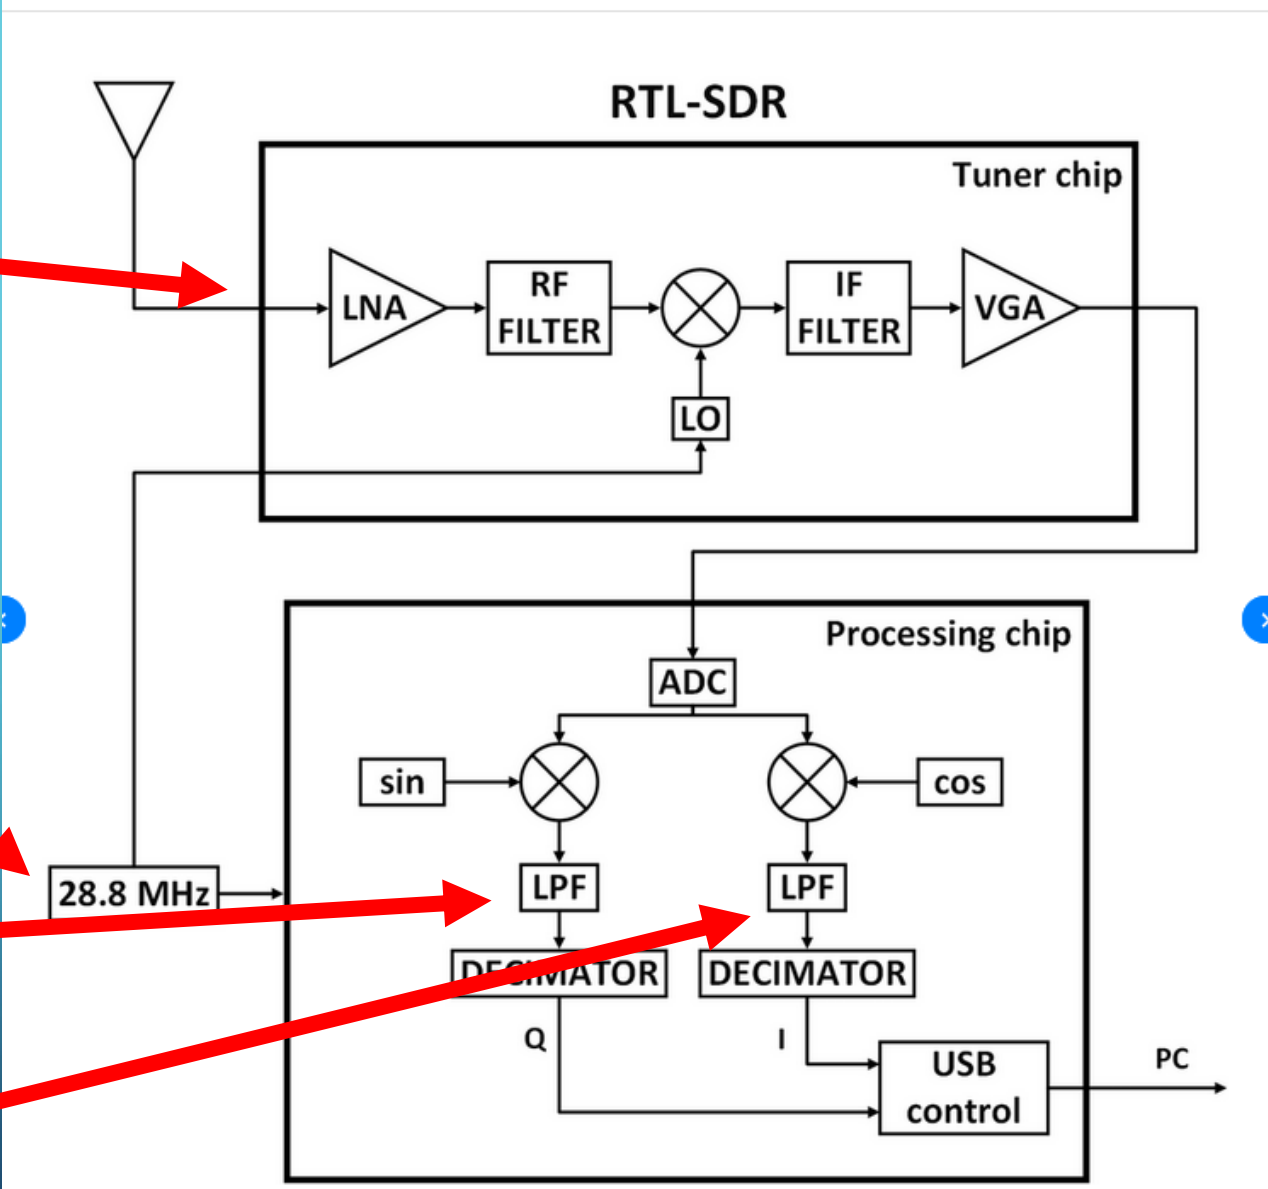 RTL-SDR
Tuner chip
LNA
RF
FILTER
IF
FILTER
VGA
LO
Processing chip
ADC
sin
cos
28.8 MHz
LPF
LPF
DECIMATOR
DECIMATOR
Q
I
USB
control
PC